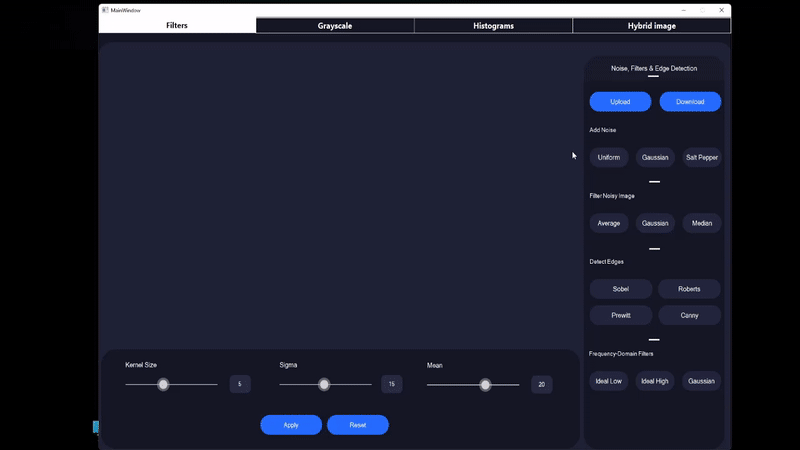 MainWindow
Filters Grayscale Histograms Hybrid image
Noise, Filters & Edge Detection
Upload Download
Add Noise
Uniform Gaussian Salt Pepper
Filter Noisy Image
Average Gaussian Median
Detect Edges
Sobel Roberts
Prewitt Canny
Frequency-Domain Filters
Ideal Low Ideal High Gaussian
Kernel Size Sigma Mean
5 15 20
Apply Reset